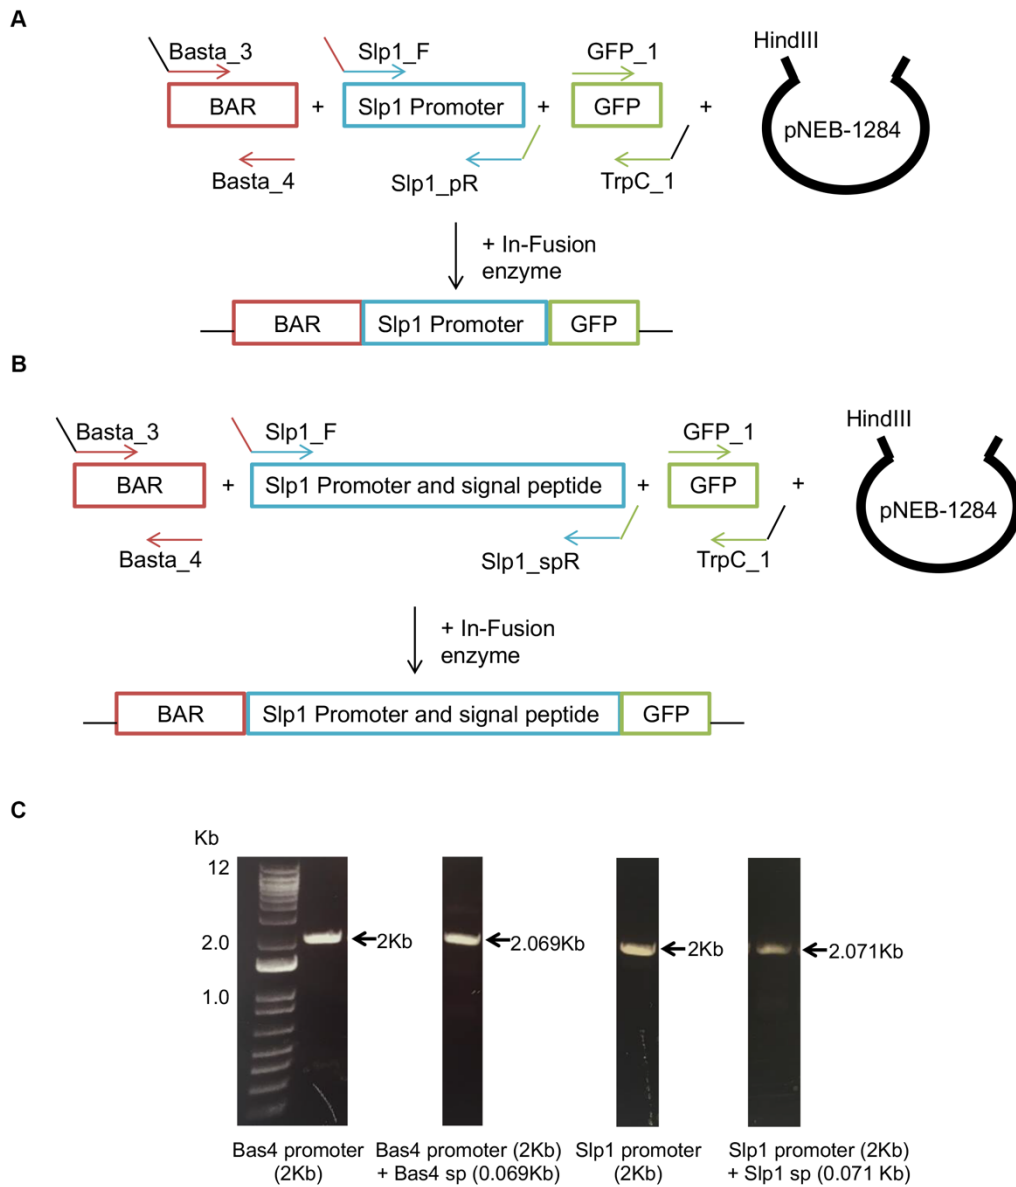 A
Basta_3
Slp1_F
GFP_1
HindIII
BAR
+
Slp1 Promoter
+
GFP
+
pNEB-1284
Basta_4
Slp1_pR
TrpC_1
+ In-Fusion
enzyme
BAR
Slp1 Promoter
GFP
B
Basta_3
Slp1_F
GFP_1
HindIII
BAR
+
Slp1 Promoter and signal peptide
+
GFP
+
pNEB-1284
Basta_4
Slp1_spR
TrpC_1
+ In-Fusion
enzyme
BAR
Slp1 Promoter and signal peptide
GFP
C
Kb
12
2.0
1.0
2Kb
2.069Kb
2Kb
2.071Kb
Bas4 promoter
(2Kb)
Bas4 promoter (2Kb)
+ Bas4 sp (0.069Kb)
Slp1 promoter
(2Kb)
Slp1 promoter (2Kb)
+ Slp1 sp (0.071 Kb)